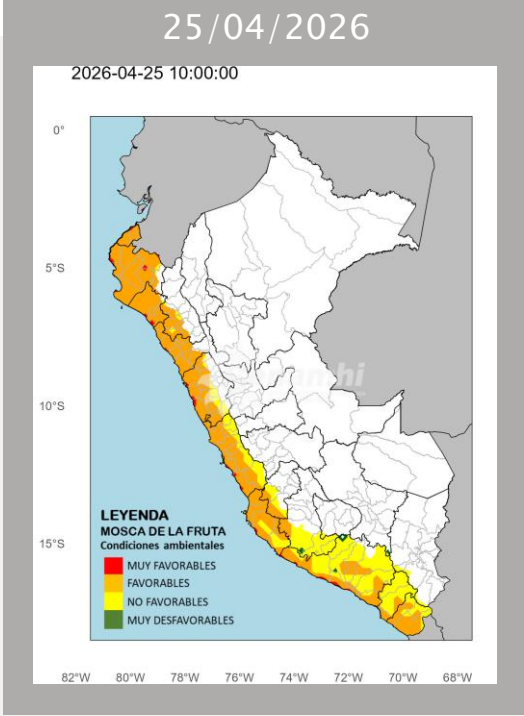 25/04/2026
2026-04-25 10:00:00
0°
5°S
10°S
15°S
LEYENDA
MOSCA DE LA FRUTA
Condiciones ambientales
MUY FAVORABLES
FAVORABLES
NO FAVORABLES
MUY DESFAVORABLES
82°W 80°W 78°W 76°W 74°W 72°W 70°W 68°W